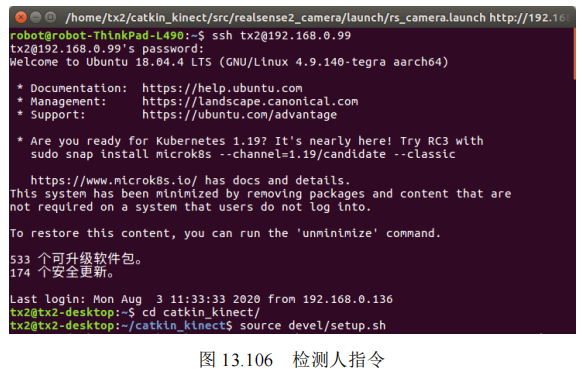 /home/tx2/catkin_kinect/src/realsense2_camera/launch/rs_camera.launch http://192.16
robot@robot-ThinkPad-L490:~$ ssh tx2@192.168.0.99
tx2@192.168.0.99's password:
Welcome to Ubuntu 18.04.4 LTS (GNU/Linux 4.9.140-tegra aarch64)
* Documentation:  https://help.ubuntu.com
* Management:     https://landscape.canonical.com
* Support:        https://ubuntu.com/advantage
* Are you ready for Kubernetes 1.19? It's nearly here! Try RC3 with
sudo snap install microk8s --channel=1.19/candidate --classic
https://www.microk8s.io/ has docs and details.
This system has been minimized by removing packages and content that are
not required on a system that users do not log into.
To restore this content, you can run the 'unminimize' command.
533 个可升级软件包。
174 个安全更新。
Last login: Mon Aug  3 11:33:33 2020 from 192.168.0.136
tx2@tx2-desktop:~$ cd catkin_kinect/
tx2@tx2-desktop:~/catkin_kinect$ source devel/setup.sh
图 13.106 检测人指令